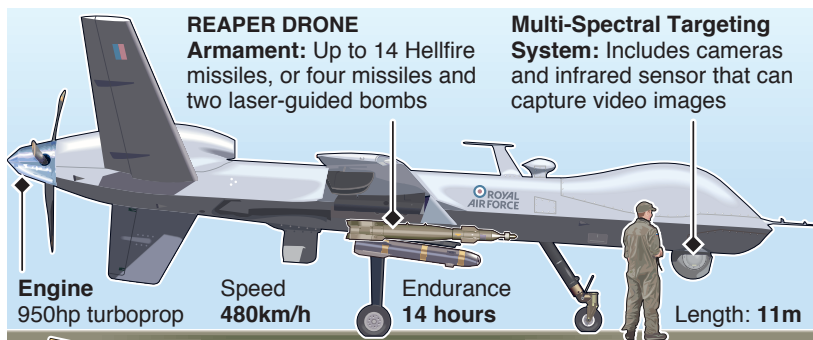 REAPER DRONE
Armament: Up to 14 Hellfire
missiles, or four missiles and
two laser-guided bombs
Multi-Spectral Targeting
System: Includes cameras
and infrared sensor that can
capture video images
ROYAL
AIR FORCE
Engine
950hp turboprop
Speed
480km/h
Endurance
14 hours
Length: 11m